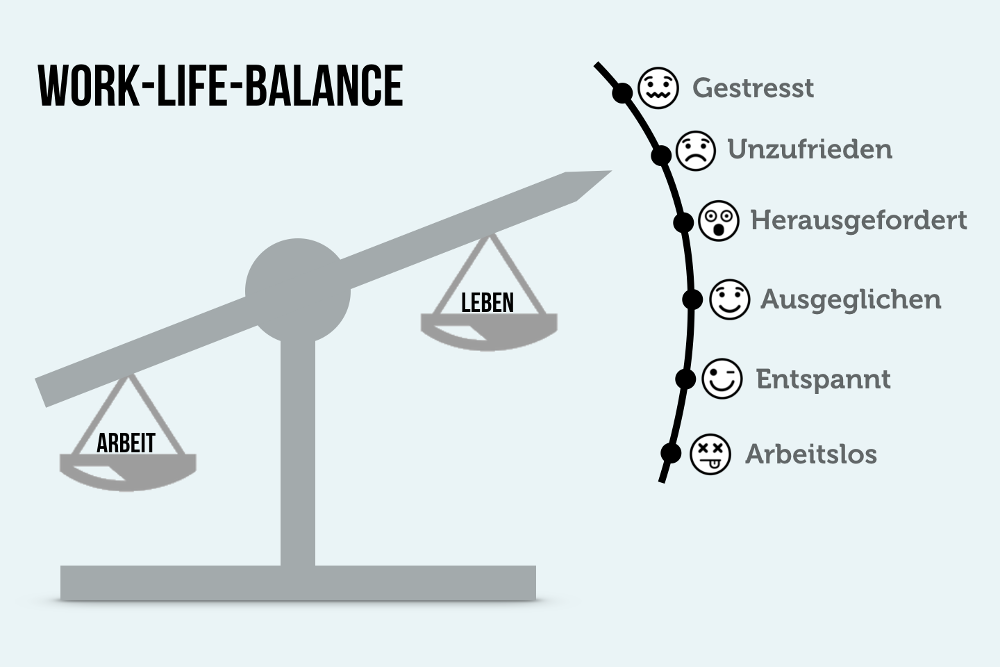 WORK-LIFE-BALANCE
Gestresst
Unzufrieden
Herausgefordert
Ausgeglichen
Entspannt
Arbeitslos
LEBEN
ARBEIT